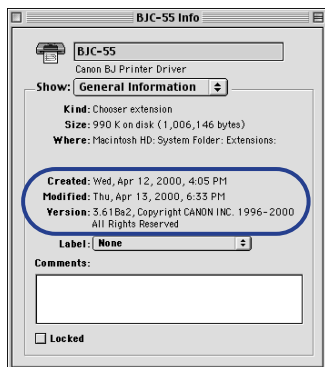 BJC-55 Info
BJC-55
Canon BJ Printer Driver
Show: General Information
Kind: Chooser extension
Size: 990 K on disk (1,006,146 bytes)
Where: Macintosh HD: System Folder: Extensions:
Created: Wed, Apr 12, 2000, 4:05 PM
Modified: Thu, Apr 13, 2000, 6:33 PM
Version: 3.61Ba2, Copyright CANON INC. 1996-2000
All Rights Reserved
Label: None
Comments:
Locked